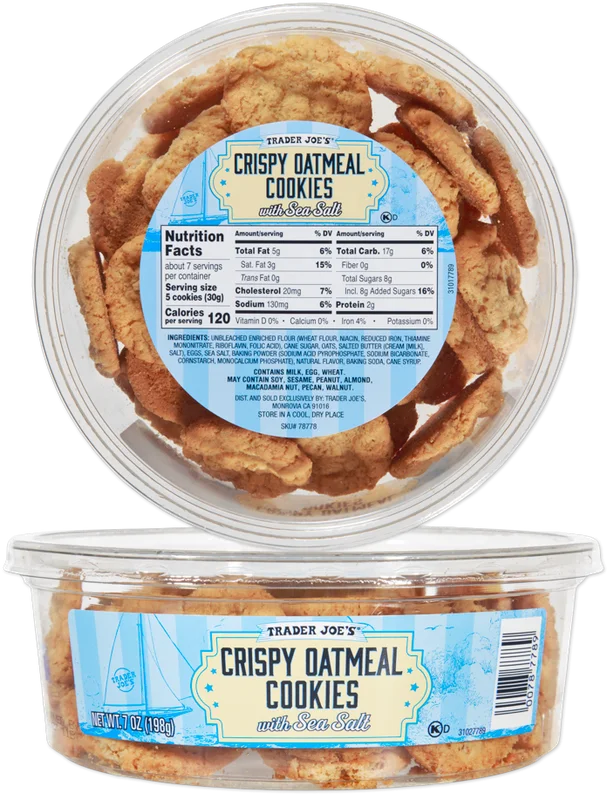 TRADER JOE'S®
CRISPY OATMEAL
COOKIES
with Sea Salt
TRADER JOE'S
K D
Nutrition
Facts
about 7 servings
per container
Serving size
5 cookies (30g)
Calories
per serving 120
Amount/serving % DV Amount/serving % DV
Total Fat 5g 6% Total Carb. 17g 6%
Sat. Fat 3g 15% Fiber 0g 0%
Trans Fat 0g Total Sugars 8g
Cholesterol 20mg 7% Incl. 8g Added Sugars 16%
Sodium 130mg 6% Protein 2g
Vitamin D 0% • Calcium 0% • Iron 4% • Potassium 0%
31017789
INGREDIENTS: UNBLEACHED ENRICHED FLOUR (WHEAT FLOUR, NIACIN, REDUCED IRON, THIAMINE
MONONITRATE, RIBOFLAVIN, FOLIC ACID), CANE SUGAR, OATS, SALTED BUTTER (CREAM [MILK],
SALT), EGGS, SEA SALT, BAKING POWDER (SODIUM ACID PYROPHOSPHATE, SODIUM BICARBONATE,
CORNSTARCH, MONOCALCIUM PHOSPHATE), NATURAL FLAVOR, BAKING SODA, CANE SYRUP.
CONTAINS MILK, EGG, WHEAT.
MAY CONTAIN SOY, SESAME, PEANUT, ALMOND,
MACADAMIA NUT, PECAN, WALNUT.
DIST. AND SOLD EXCLUSIVELY BY: TRADER JOE'S,
MONROVIA CA 91016
STORE IN A COOL, DRY PLACE
SKU# 78778
TRADER JOE'S®
CRISPY OATMEAL
COOKIES
with Sea Salt
TRADER
JOE'S
NET WT. 7 OZ (198g)
K D
31027789